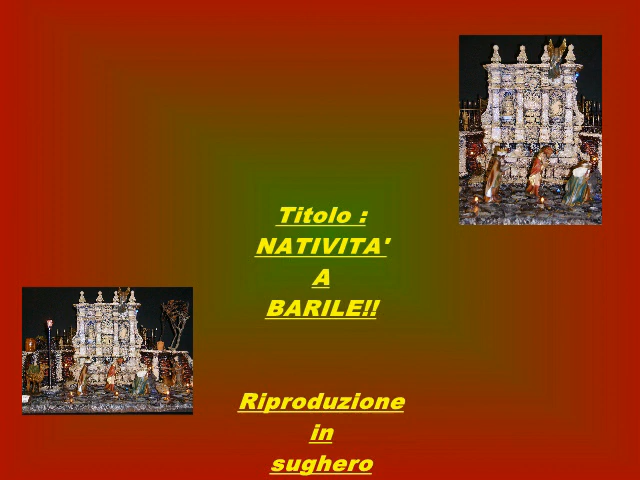 Titolo :
NATIVITA'
A
BARILE!!
Riproduzione
in
sughero